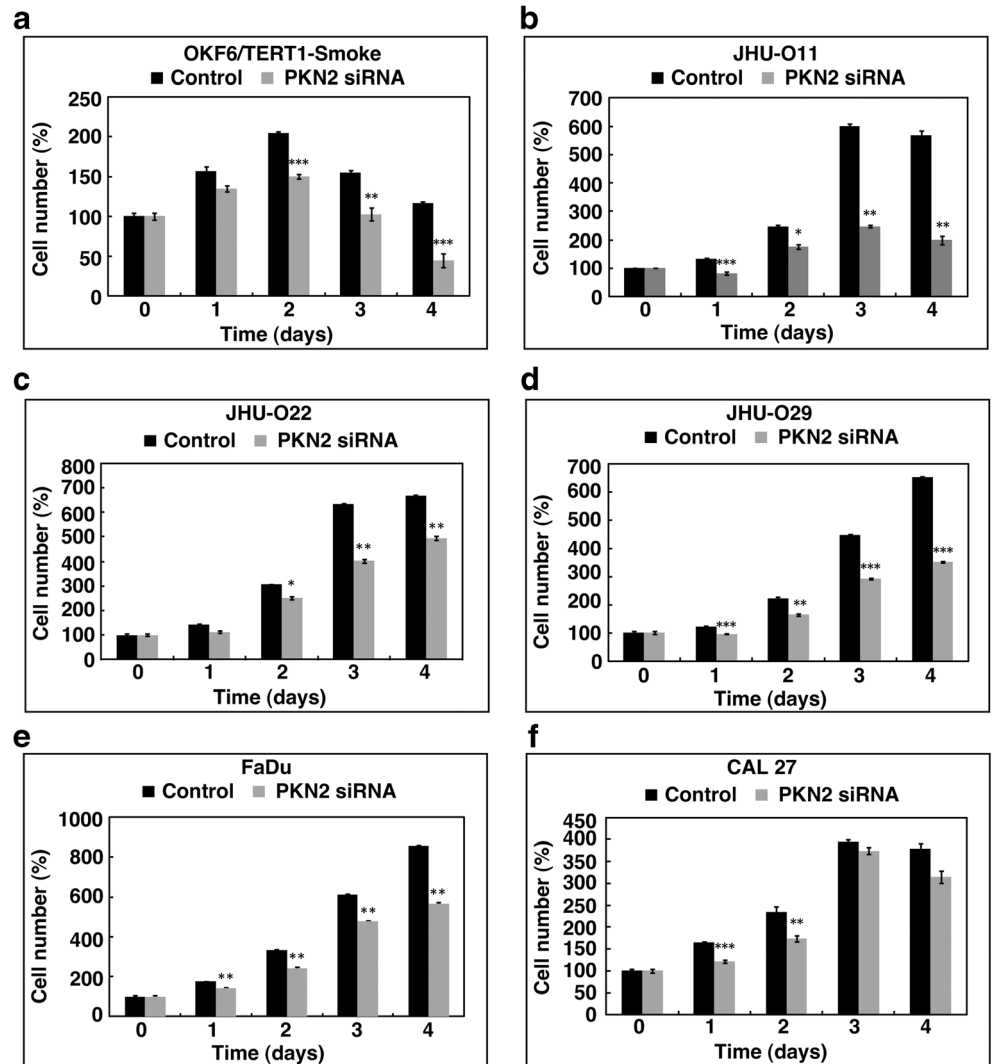 a
OKF6/TERT1-Smoke
Control PKN2 siRNA
250
200
150
100
50
0
Cell number (%)
***
**
***
0 1 2 3 4
Time (days)
b
JHU-O11
Control PKN2 siRNA
700
600
500
400
300
200
100
0
Cell number (%)
***
*
**
**
0 1 2 3 4
Time (days)
c
JHU-O22
Control PKN2 siRNA
800
700
600
500
400
300
200
100
0
Cell number (%)
*
**
**
0 1 2 3 4
Time (days)
d
JHU-O29
Control PKN2 siRNA
700
600
500
400
300
200
100
0
Cell number (%)
***
**
***
***
0 1 2 3 4
Time (days)
e
FaDu
Control PKN2 siRNA
1000
800
600
400
200
0
Cell number (%)
**
**
**
**
0 1 2 3 4
Time (days)
f
CAL 27
Control PKN2 siRNA
450
400
350
300
250
200
150
100
50
0
Cell number (%)
***
**
0 1 2 3 4
Time (days)